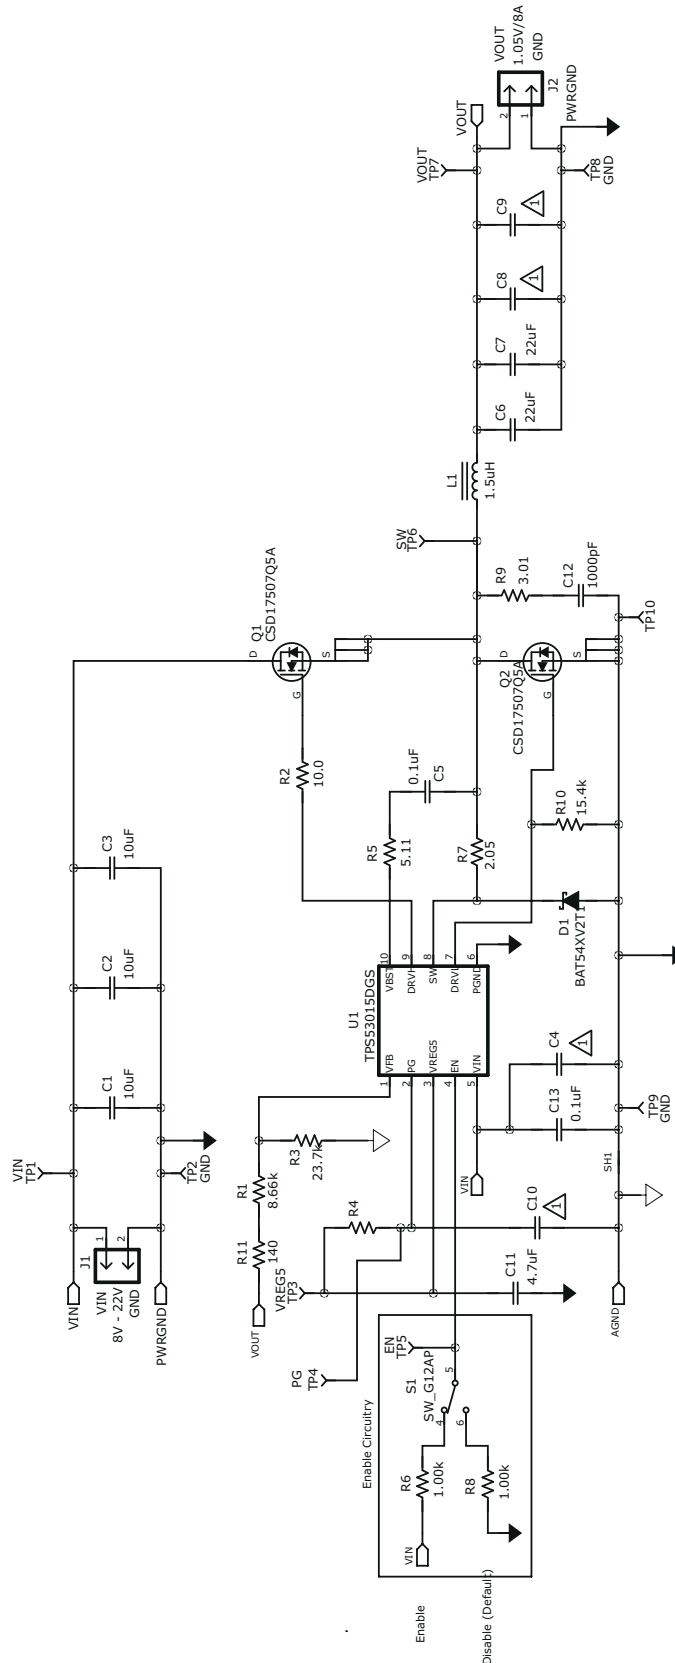 VIN
J1
1
2
VIN
8V - 22V
GND
PWRGND
VIN
TP1
TP2
GND
C1
10uF
C2
10uF
C3
10uF
Q1
CSD17507Q5A
D
S
G
R2
10.0
VOUT
R11
140
R1
8.66k
R3
23.7k
VREG5
TP3
R4
PG
TP4
C11
4.7uF
C10
1
U1
TPS53015DGS
1
VFB
2
PG
3
VREG5
4
EN
5
VIN
10
VBST
9
DRVH
8
SW
7
DRVL
6
PGND
R5
5.11
0.1uF
C5
R7
2.05
SW
TP6
L1
1.5uH
R9
3.01
C12
1000pF
Q2
CSD17507Q5A
D
S
G
R10
15.4k
D1
BAT54XV2T1
TP10
C6
22uF
C7
22uF
C8
1
C9
1
VOUT
TP7
TP8
GND
VOUT
2
1
VOUT
1.05V/8A
GND
J2
PWRGND
VIN
C13
0.1uF
C4
1
TP9
GND
SH1
AGND
Enable Circuitry
EN
TP5
S1
SW_G12AP
4
5
6
R6
1.00k
R8
1.00k
VIN
Enable
Disable (Default)